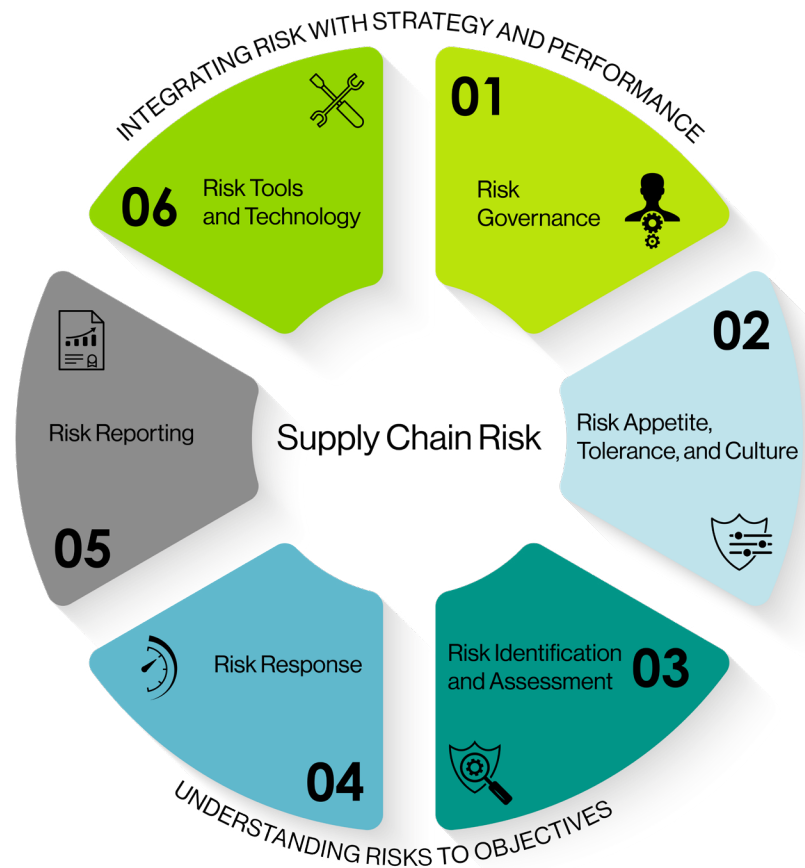 INTEGRATING RISK WITH STRATEGY AND PERFORMANCE
01
Risk
Governance
02
Risk Appetite,
Tolerance, and Culture
Risk Identification
and Assessment
03
Risk Response
04
Risk Reporting
05
06
Risk Tools
and Technology
Supply Chain Risk
UNDERSTANDING RISKS TO OBJECTIVES